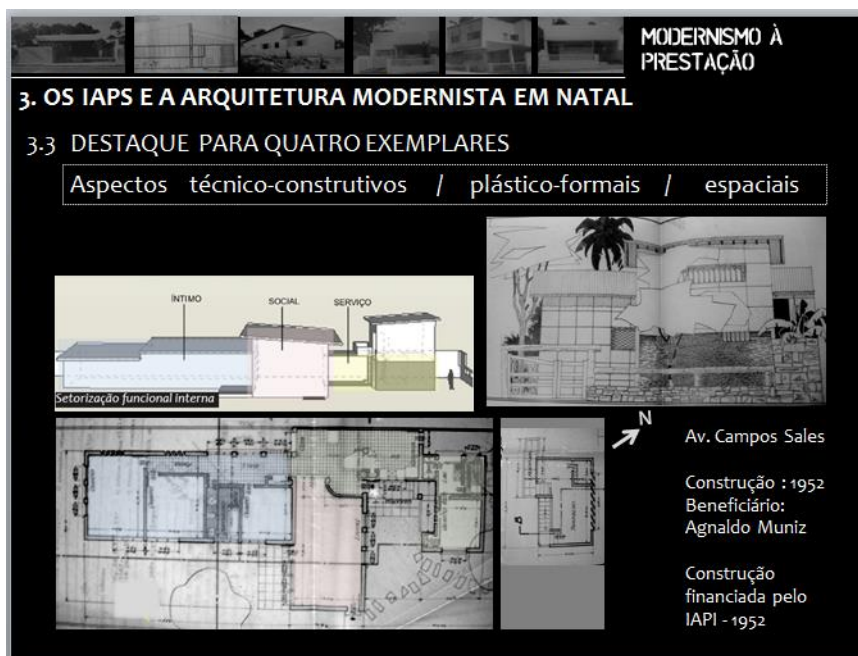 MODERNISMO À
PRESTAÇÃO
3. OS IAPS E A ARQUITETURA MODERNISTA EM NATAL
3.3 DESTAQUE PARA QUATRO EXEMPLARES
Aspectos técnico-construtivos / plástico-formais / espaciais
ÍNTIMO SOCIAL SERVIÇO
Setorização funcional interna
N
Av. Campos Sales
Construção : 1952
Beneficiário:
Agnaldo Muniz
Construção
financiada pelo
IAPI - 1952